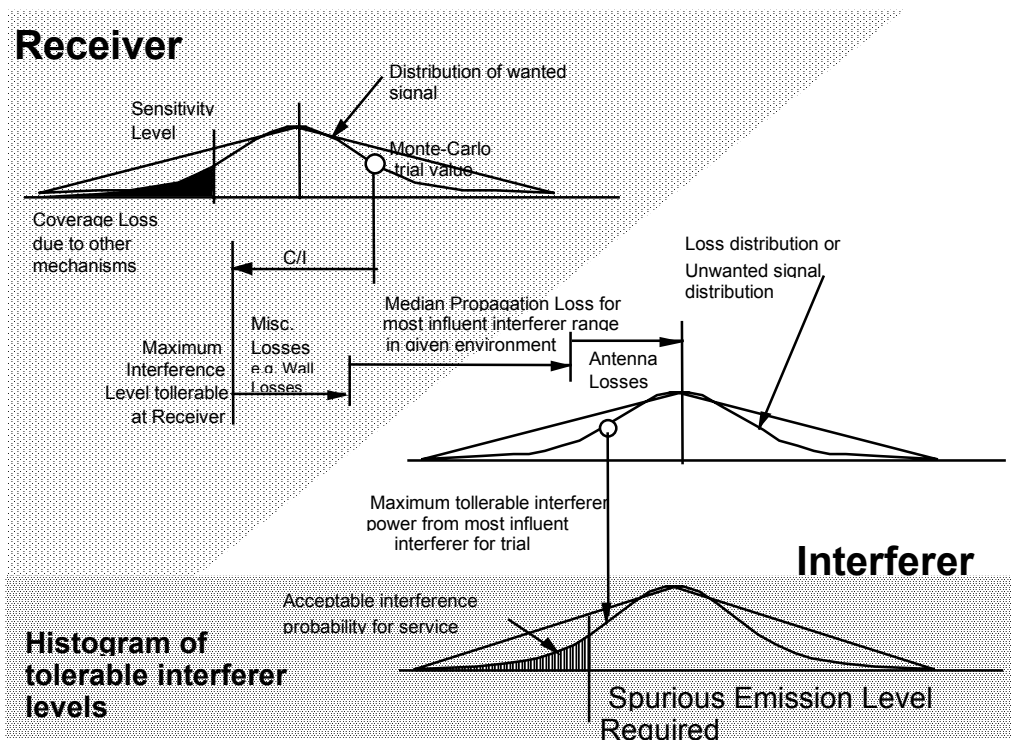 Receiver
Distribution of wanted
signal
Sensitivity
Level
Monte-Carlo
trial value
Coverage Loss
due to other
mechanisms
C/I
Loss distribution or
Unwanted signal
distribution
Median Propagation Loss for
most influent interferer range
in given environment
Misc.
Losses
e.g. Wall
Losses
Maximum
Interference
Level tollerable
at Receiver
Antenna
Losses
Maximum tollerable interferer
power from most influent
interferer for trial
Interferer
Acceptable interference
probability for service
Histogram of
tolerable interferer
levels
Spurious Emission Level
Required